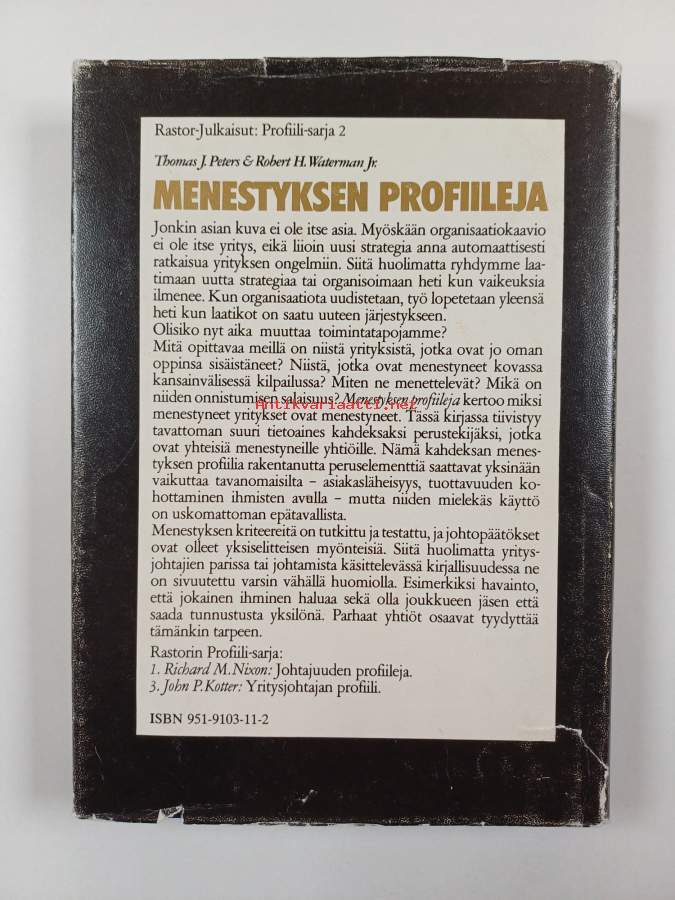 Rastor-Julkaisut: Profiili-sarja 2
Thomas J. Peters & Robert H. Waterman Jr.
MENESTYKSEN PROFIILEJA
Jonkin asian kuva ei ole itse asia. Myöskään organisaatiokaavio
ei ole itse yritys, eikä liioin uusi strategia anna automaattisesti
ratkaisua yrityksen ongelmiin. Siitä huolimatta ryhdymme laa-
timaan uutta strategiaa tai organisoimaan heti kun vaikeuksia
ilmenee. Kun organisaatiota uudistetaan, työ lopetetaan yleensä
heti kun laatikot on saatu uuteen järjestykseen.
Olisiko nyt aika muuttaa toimintatapojamme?
Mitä opittavaa meillä on niistä yrityksistä, jotka ovat jo oman
oppinsa sisäistäneet? Niistä, jotka ovat menestyneet kovassa
kansainvälisessä kilpailussa? Miten ne menettelevät? Mikä on
niiden onnistumisen salaisuus? Menestyksen profiileja kertoo miksi
Antikvariaatti.net
menestyneet yritykset ovat menestyneet. Tässä kirjassa tiivistyy
tavattoman suuri tietoaines kahdeksaksi perustekijäksi, jotka
ovat yhteisiä menestyneille yhtiöille. Nämä kahdeksan menes-
tyksen profiilia rakentanutta peruselementtiä saattavat yksinään
vaikuttaa tavanomaisilta – asiakasläheisyys, tuottavuuden ko-
hottaminen ihmisten avulla – mutta niiden mielekäs käyttö
on uskomattoman epätavallista.
Menestyksen kriteereitä on tutkittu ja testattu, ja johtopäätökset
ovat olleet yksiselitteisen myönteisiä. Siitä huolimatta yritys-
johtajien parissa tai johtamista käsittelevässä kirjallisuudessa ne
on sivuutettu varsin vähällä huomiolla. Esimerkiksi havainto,
että jokainen ihminen haluaa sekä olla joukkueen jäsen että
saada tunnustusta yksilönä. Parhaat yhtiöt osaavat tyydyttää
tämänkin tarpeen.
Rastorin Profiili-sarja:
1. Richard M. Nixon: Johtajuuden profiileja.
3. John P. Kotter: Yritysjohtajan profiili.
ISBN 951-9103-11-2